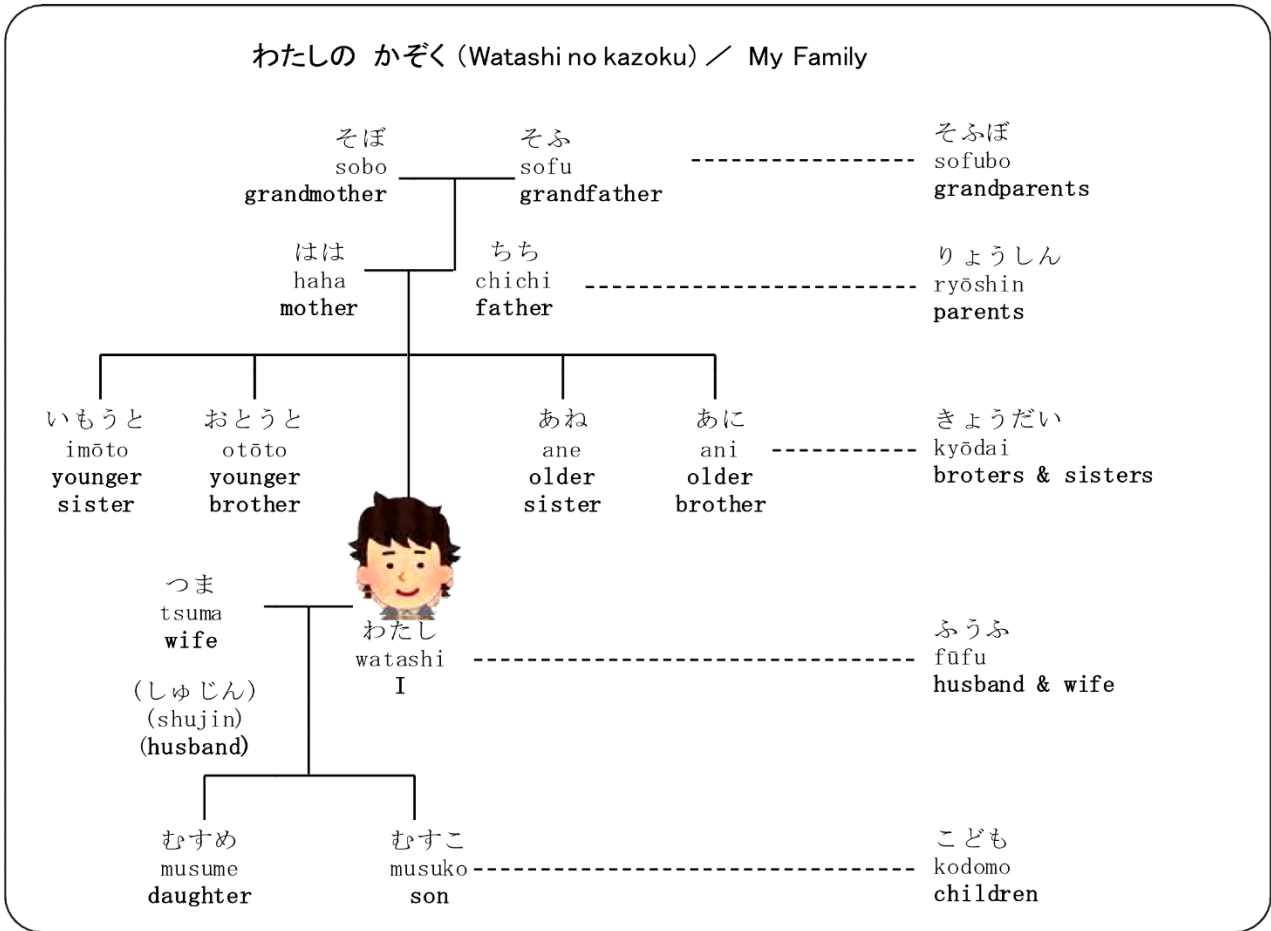 わたしの かぞく (Watashi no kazoku) ／ My Family
そぼ
sobo
grandmother
そふ
sofu
grandfather
そふぼ
sofubo
grandparents
はは
haha
mother
ちち
chichi
father
りょうしん
ryōshin
parents
いもうと
imōto
younger
sister
おとうと
otōto
younger
brother
あね
ane
older
sister
あに
ani
older
brother
きょうだい
kyōdai
broters & sisters
つま
tsuma
wife
(しゅじん)
(shujin)
(husband)
わたし
watashi
I
ふうふ
fūfu
husband & wife
むすめ
musume
daughter
むすこ
musuko
son
こども
kodomo
children